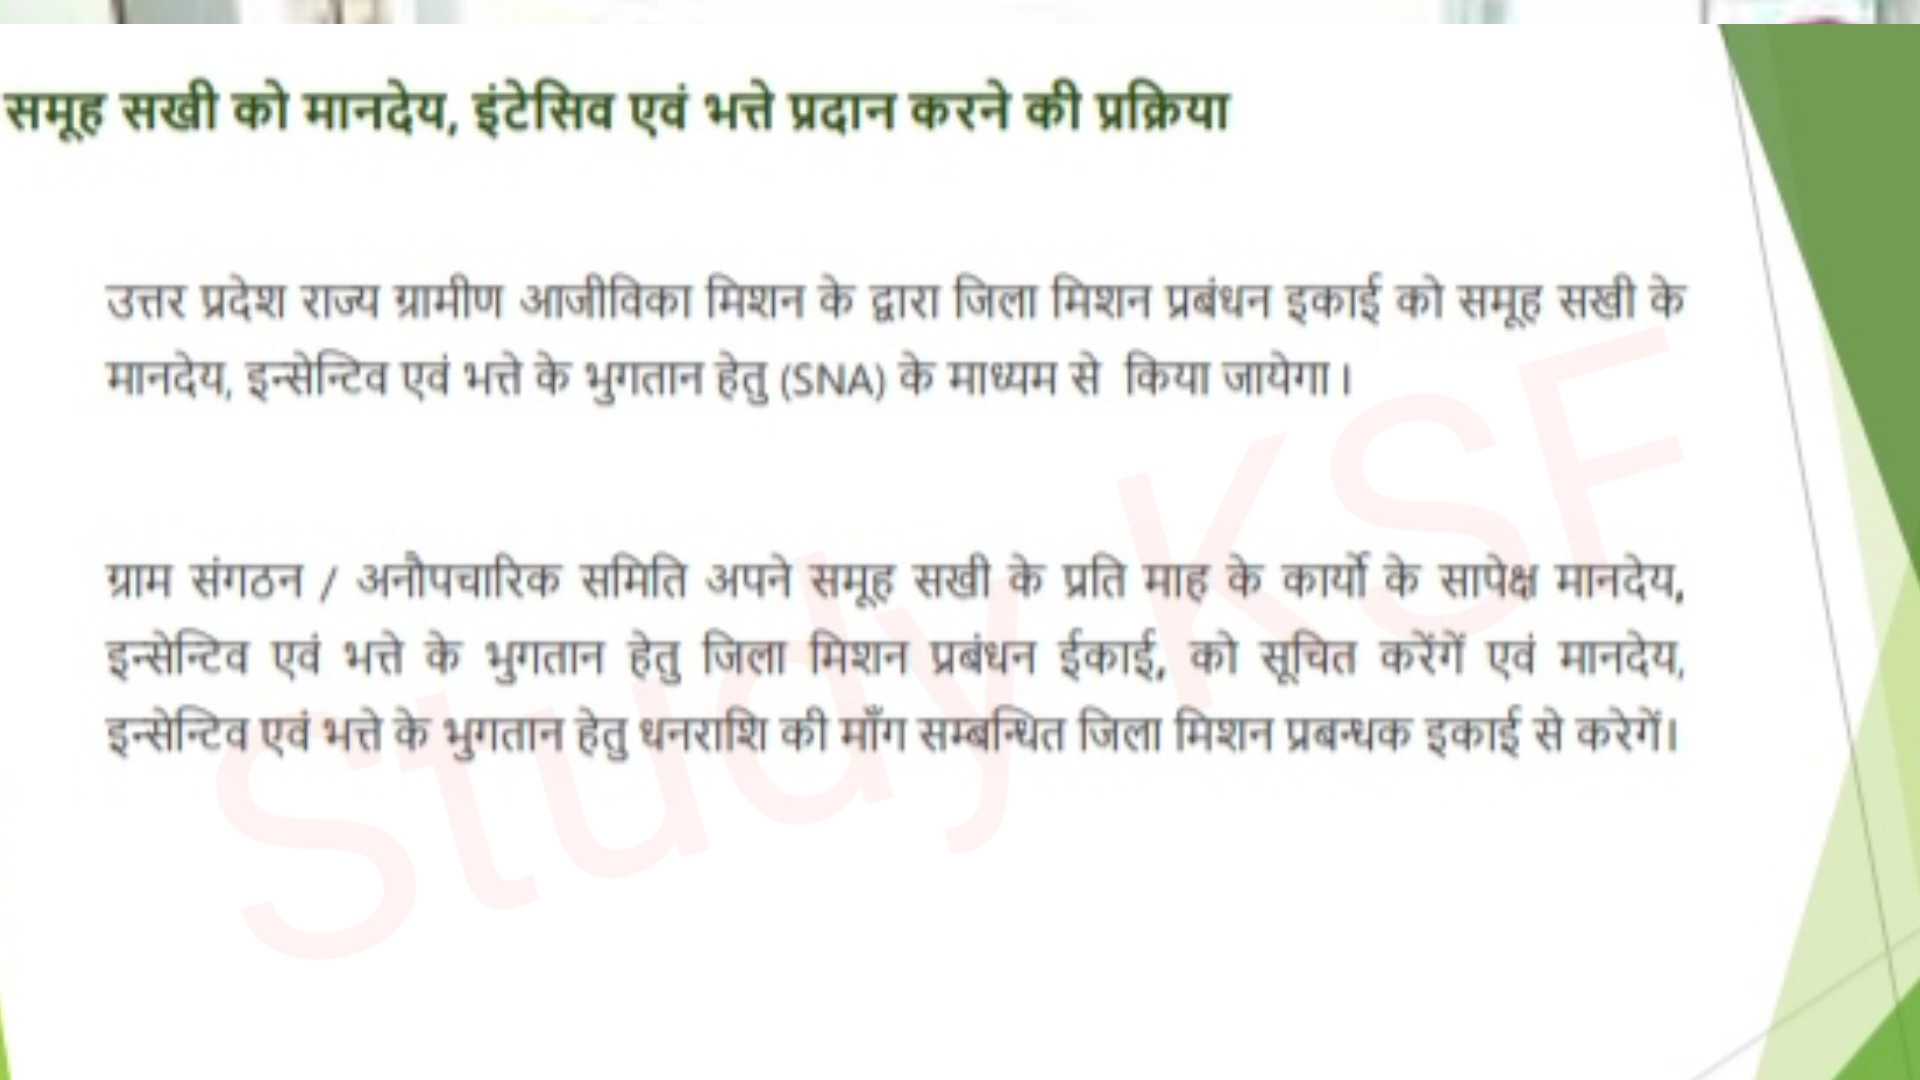 समूह सखी को मानदेय, इंटेसिव एवं भत्ते प्रदान करने की प्रक्रिया
उत्तर प्रदेश राज्य ग्रामीण आजीविका मिशन के द्वारा जिला मिशन प्रबंधन इकाई को समूह सखी के
मानदेय, इन्सेन्टिव एवं भत्ते के भुगतान हेतु (SNA) के माध्यम से किया जायेगा।
ग्राम संगठन / अनौपचारिक समिति अपने समूह सखी के प्रति माह के कार्यो के सापेक्ष मानदेय,
इन्सेन्टिव एवं भत्ते के भुगतान हेतु जिला मिशन प्रबंधन ईकाई, को सूचित करेंगें एवं मानदेय,
इन्सेन्टिव एवं भत्ते के भुगतान हेतु धनराशि की माँग सम्बन्धित जिला मिशन प्रबन्धक इकाई से करेगें।
Study KSF